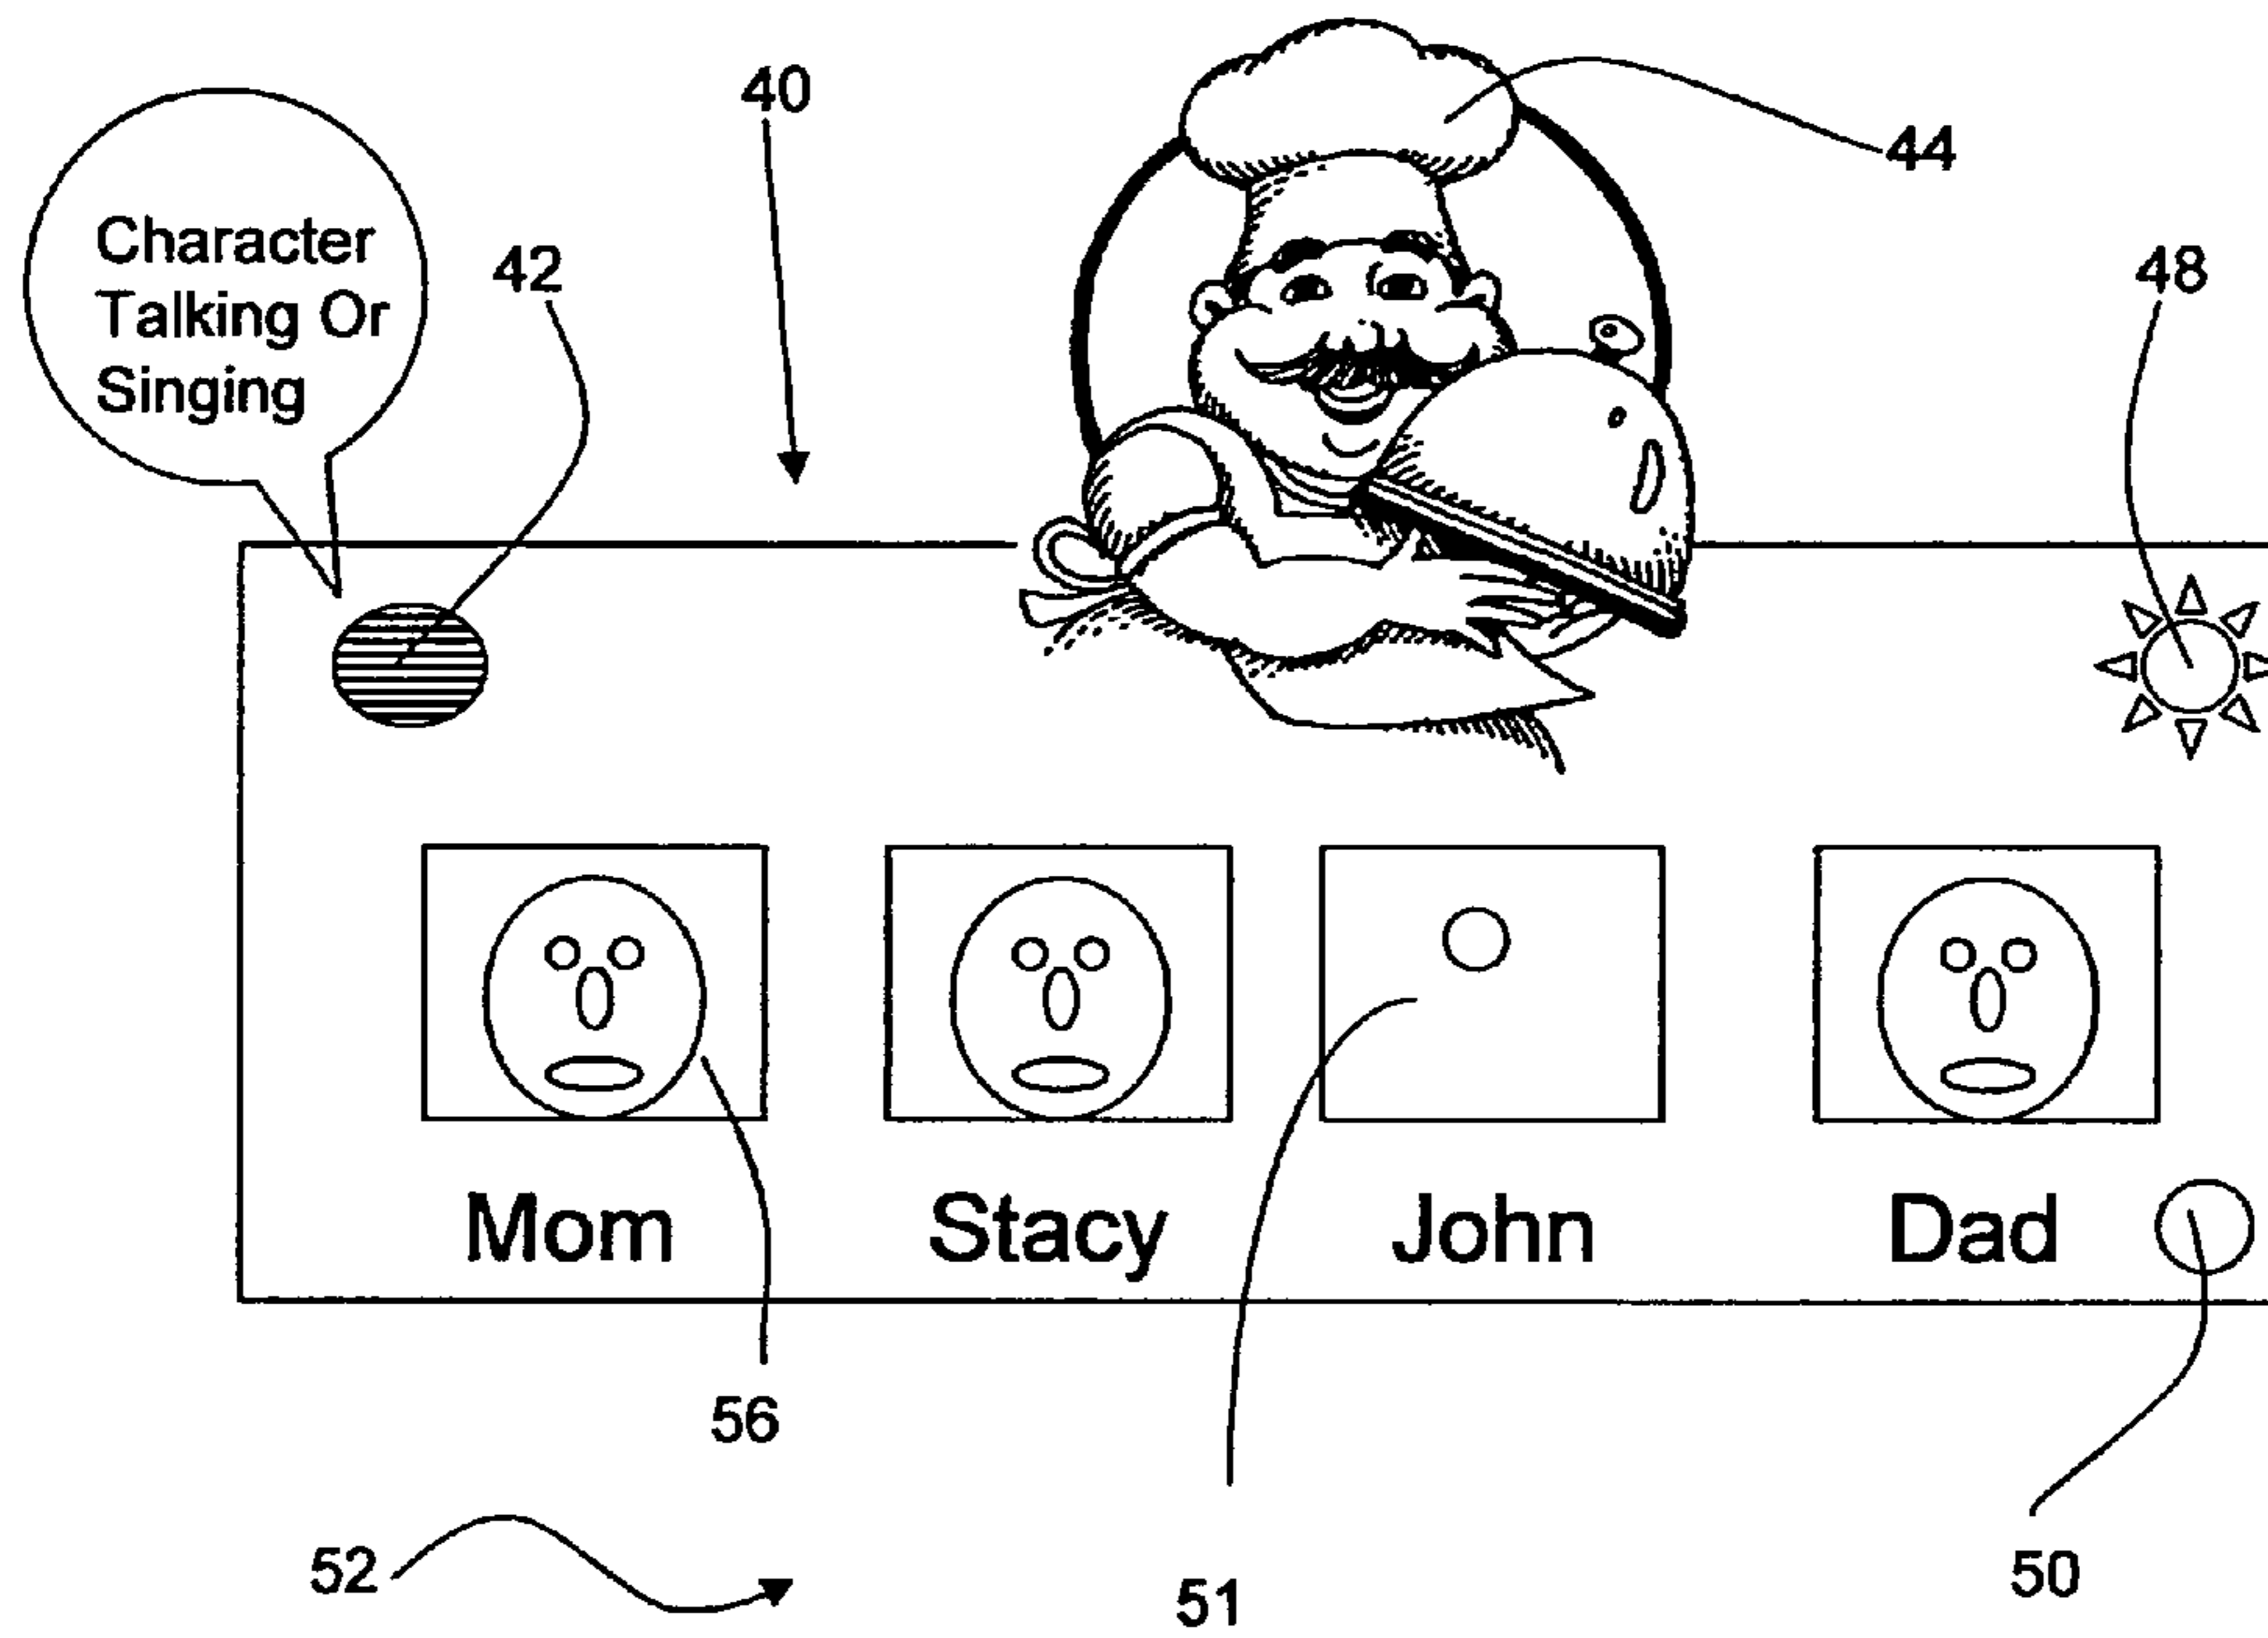 40
44
Character
Talking Or
Singing
42
48
Mom Stacy John Dad
56
52
51
50